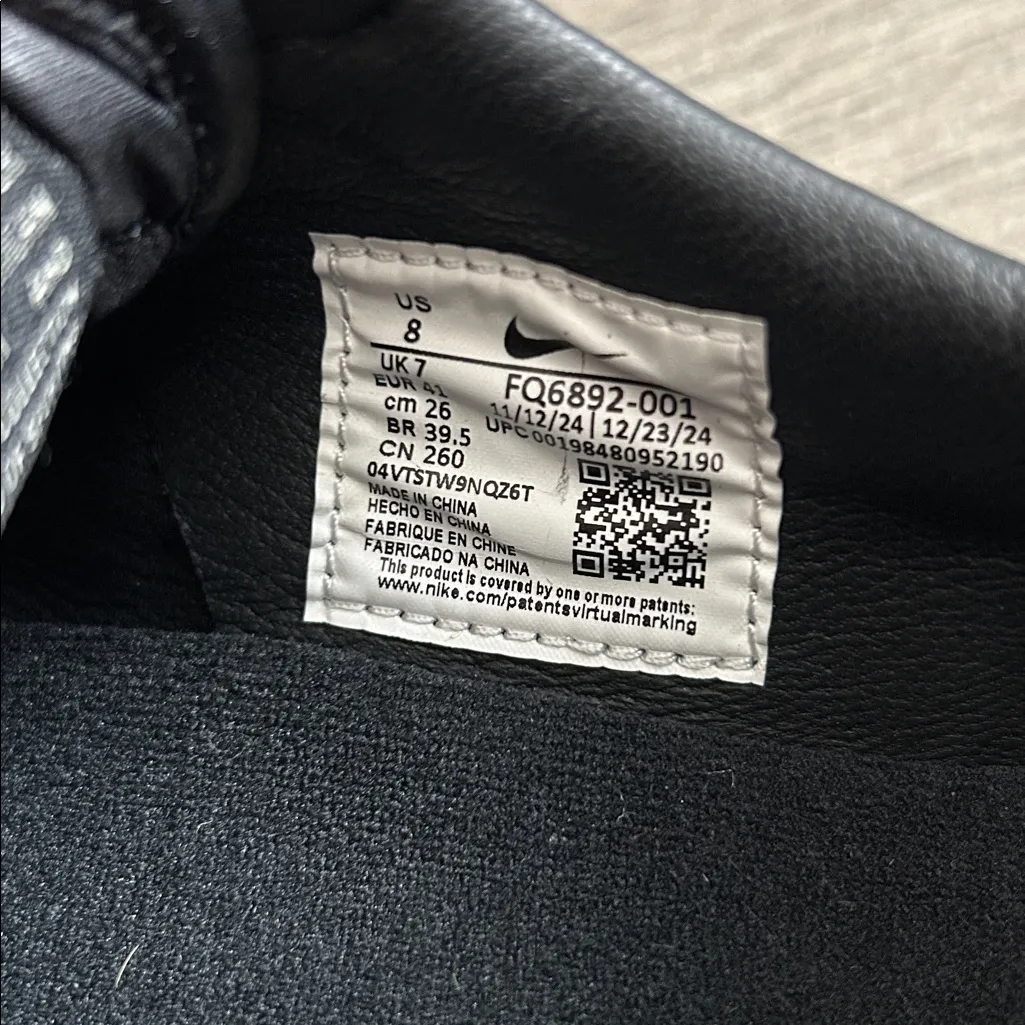 US
8
UK 7
EUR 41
cm 26
BR 39.5
CN 260
FQ6892-001
11/12/24 | 12/23/24
UPC 00198480952190
04VTSTW9NQZ6T
MADE IN CHINA
HECHO EN CHINA
FABRIQUE EN CHINE
FABRICADO NA CHINA
This product is covered by one or more patents:
www.nike.com/patentsvirtualmarking